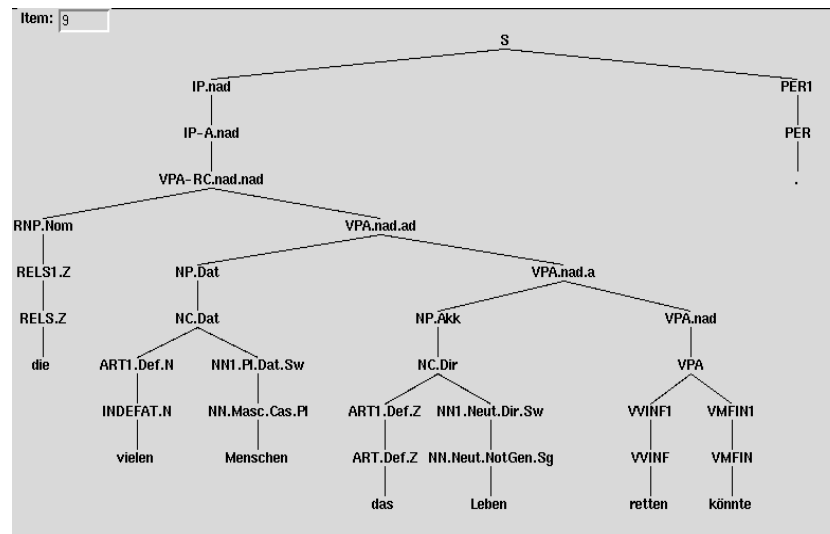 Item: 9
S
IP.nad PER1
IP-A.nad PER
VPA-RC.nad.nad .
RNP.Nom VPA.nad.ad
RELS1.Z NP.Dat VPA.nad.a
RELS.Z NC.Dat NP.Akk VPA.nad
die ART1.Def.N NN1.Pl.Dat.Sw NC.Dir VPA
INDEFAT.N NN.Masc.Cas.Pl ART1.Def.Z NN1.Neut.Dir.Sw VVINF1 VMFIN1
vielen Menschen ART.Def.Z NN.Neut.NotGen.Sg VVINF VMFIN
das Leben retten könnte